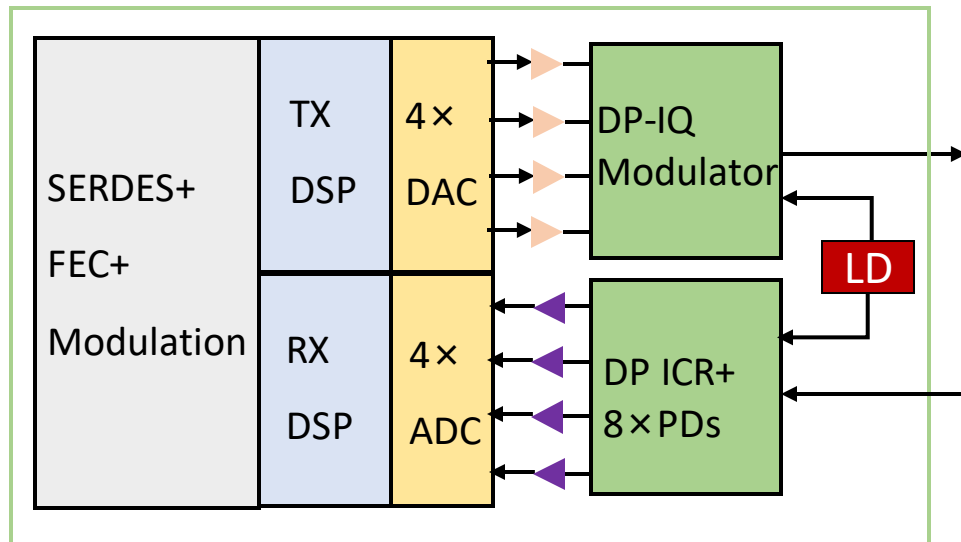 SERDES+
FEC+
Modulation
TX
DSP
4×
DAC
DP-IQ
Modulator
LD
RX
DSP
4×
ADC
DP ICR+
8×PDs